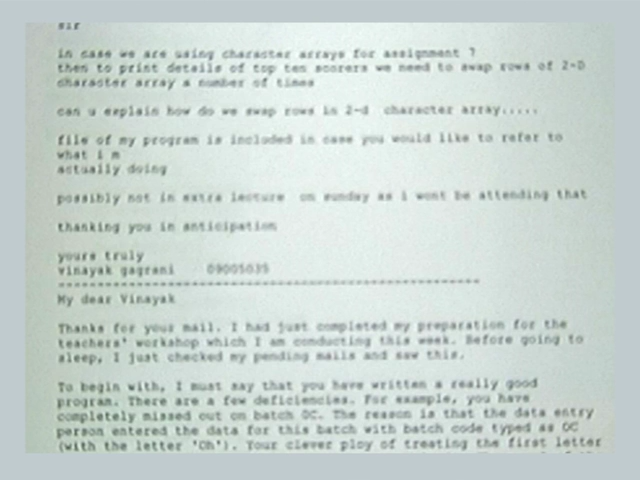 sir
in case we are using character arrays for assignment 7
then to print details of top ten scorers we need to swap rows of 2-D
character array a number of times
can u explain how do we swap rows in 2-d character array.....
file of my program is included in case you would like to refer to
what i m
actually doing
possibly not in extra lecture on sunday as i wont be attending that
thanking you in anticipation
yours truly
vinayak gagrani 09005035
------------------------------------------------------------
My dear Vinayak
Thanks for your mail. I had just completed my preparation for the
teachers' workshop which I am conducting this week. Before going to
sleep, I just checked my pending mails and saw this.
To begin with, I must say that you have written a really good
program. There are a few deficiencies. For example, you have
completely missed out on batch OC. The reason is that the data entry
person entered the data for this batch with batch code typed as OC
(with the letter 'Oh'). Your clever ploy of treating the first letter